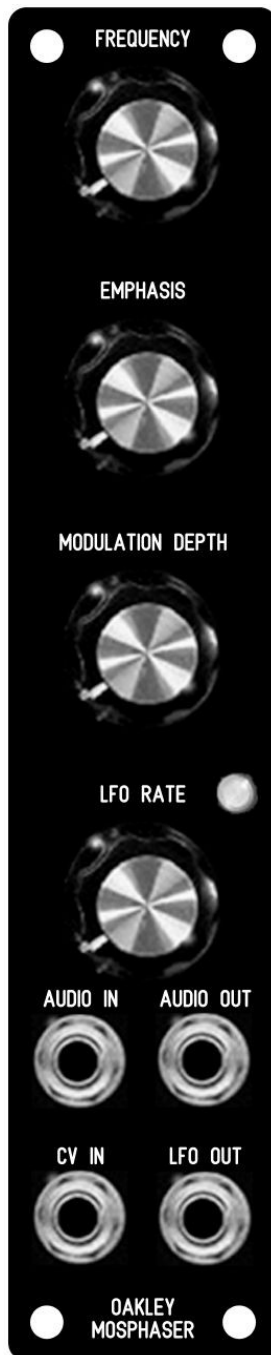 FREQUENCY
EMPHASIS
MODULATION DEPTH
LFO RATE
AUDIO IN AUDIO OUT
CV IN LFO OUT
OAKLEY
MOSPHASER